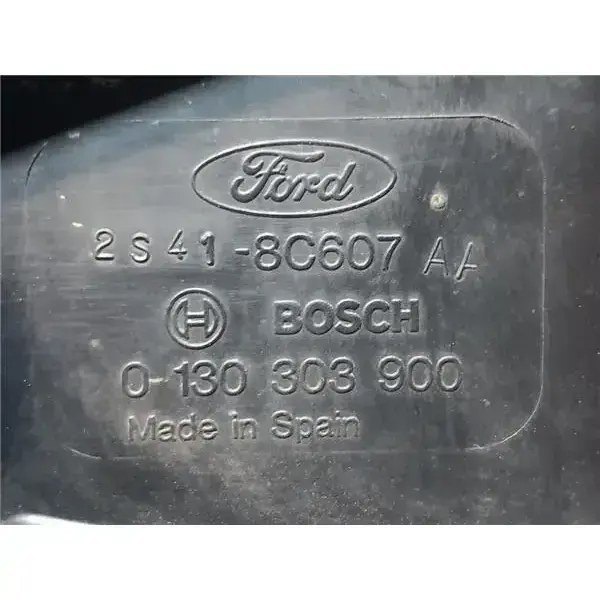 Ford
2S41-8C607 AA
BOSCH
0-130 303 900
Made in Spain